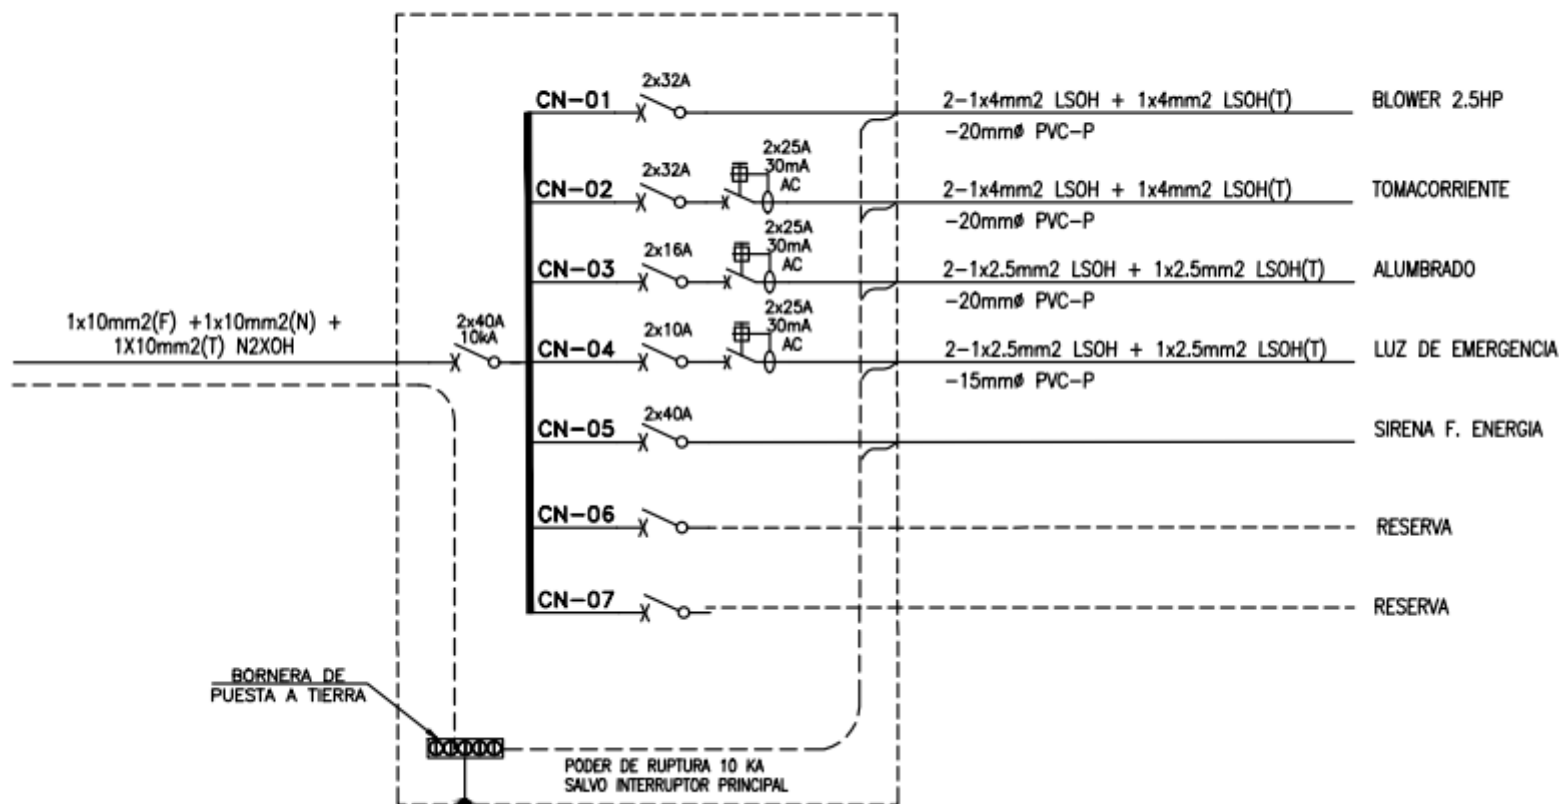 2x32A
CN-01
2-1x4mm2 LSOH + 1x4mm2 LSOH(T)
-20mmø PVC-P
BLOWER 2.5HP
2x32A
2x25A
30mA
AC
CN-02
2-1x4mm2 LSOH + 1x4mm2 LSOH(T)
-20mmø PVC-P
TOMACORRIENTE
2x16A
2x25A
30mA
AC
CN-03
2-1x2.5mm2 LSOH + 1x2.5mm2 LSOH(T)
-20mmø PVC-P
ALUMBRADO
1x10mm2(F) +1x10mm2(N) +
1X10mm2(T) N2XOH
2x40A
10kA
2x10A
2x25A
30mA
AC
CN-04
2-1x2.5mm2 LSOH + 1x2.5mm2 LSOH(T)
-15mmø PVC-P
LUZ DE EMERGENCIA
2x40A
CN-05
SIRENA F. ENERGIA
CN-06
RESERVA
CN-07
RESERVA
BORNERA DE
PUESTA A TIERRA
PODER DE RUPTURA 10 KA
SALVO INTERRUPTOR PRINCIPAL